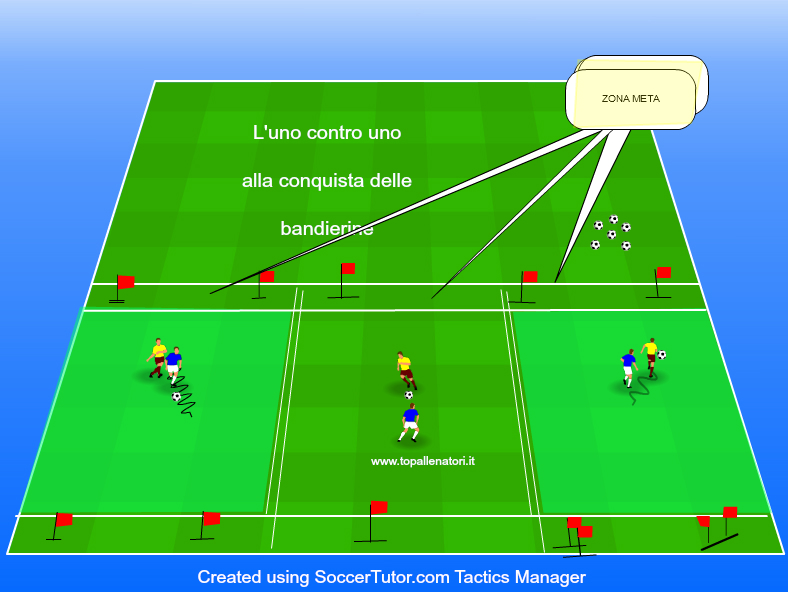 ZONA META
L'uno contro uno
alla conquista delle
bandierine
www.topallenatori.it
Created using SoccerTutor.com Tactics Manager